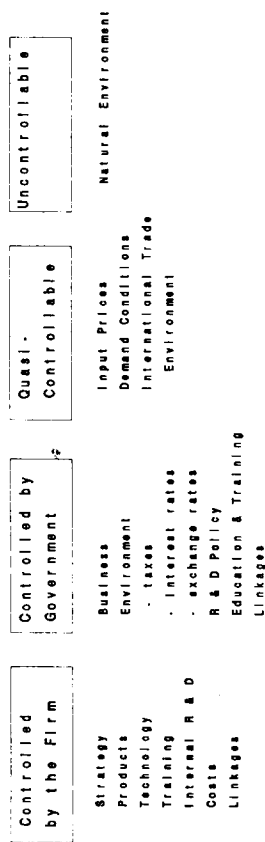 Controlled
by the Firm
Strategy
Products
Technology
Training
Internal R & D
Costs
Linkages
Controlled by
Government
Business
Environment
- taxes
- interest rates
- exchange rates
R & D Policy
Education & Training
Linkages
Quasi-
Controllable
Input Prices
Demand Conditions
International Trade
Environment
Uncontrollable
Natural Environment